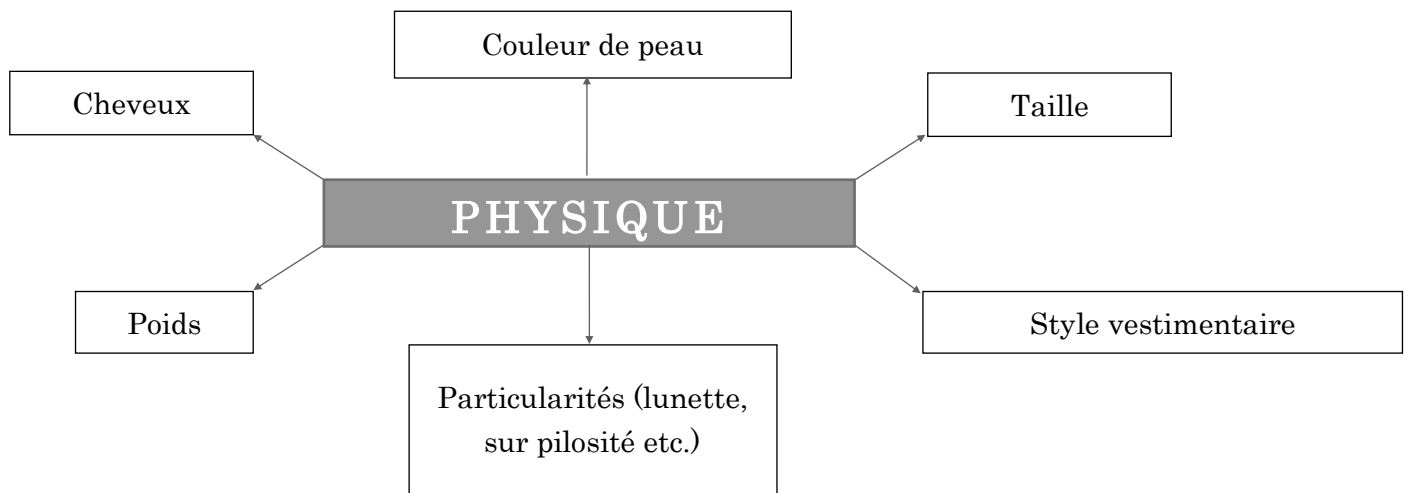 Couleur de peau
Cheveux
Taille
PHYSIQUE
Poids
Style vestimentaire
Particularités (lunette,
sur pilosité etc.)